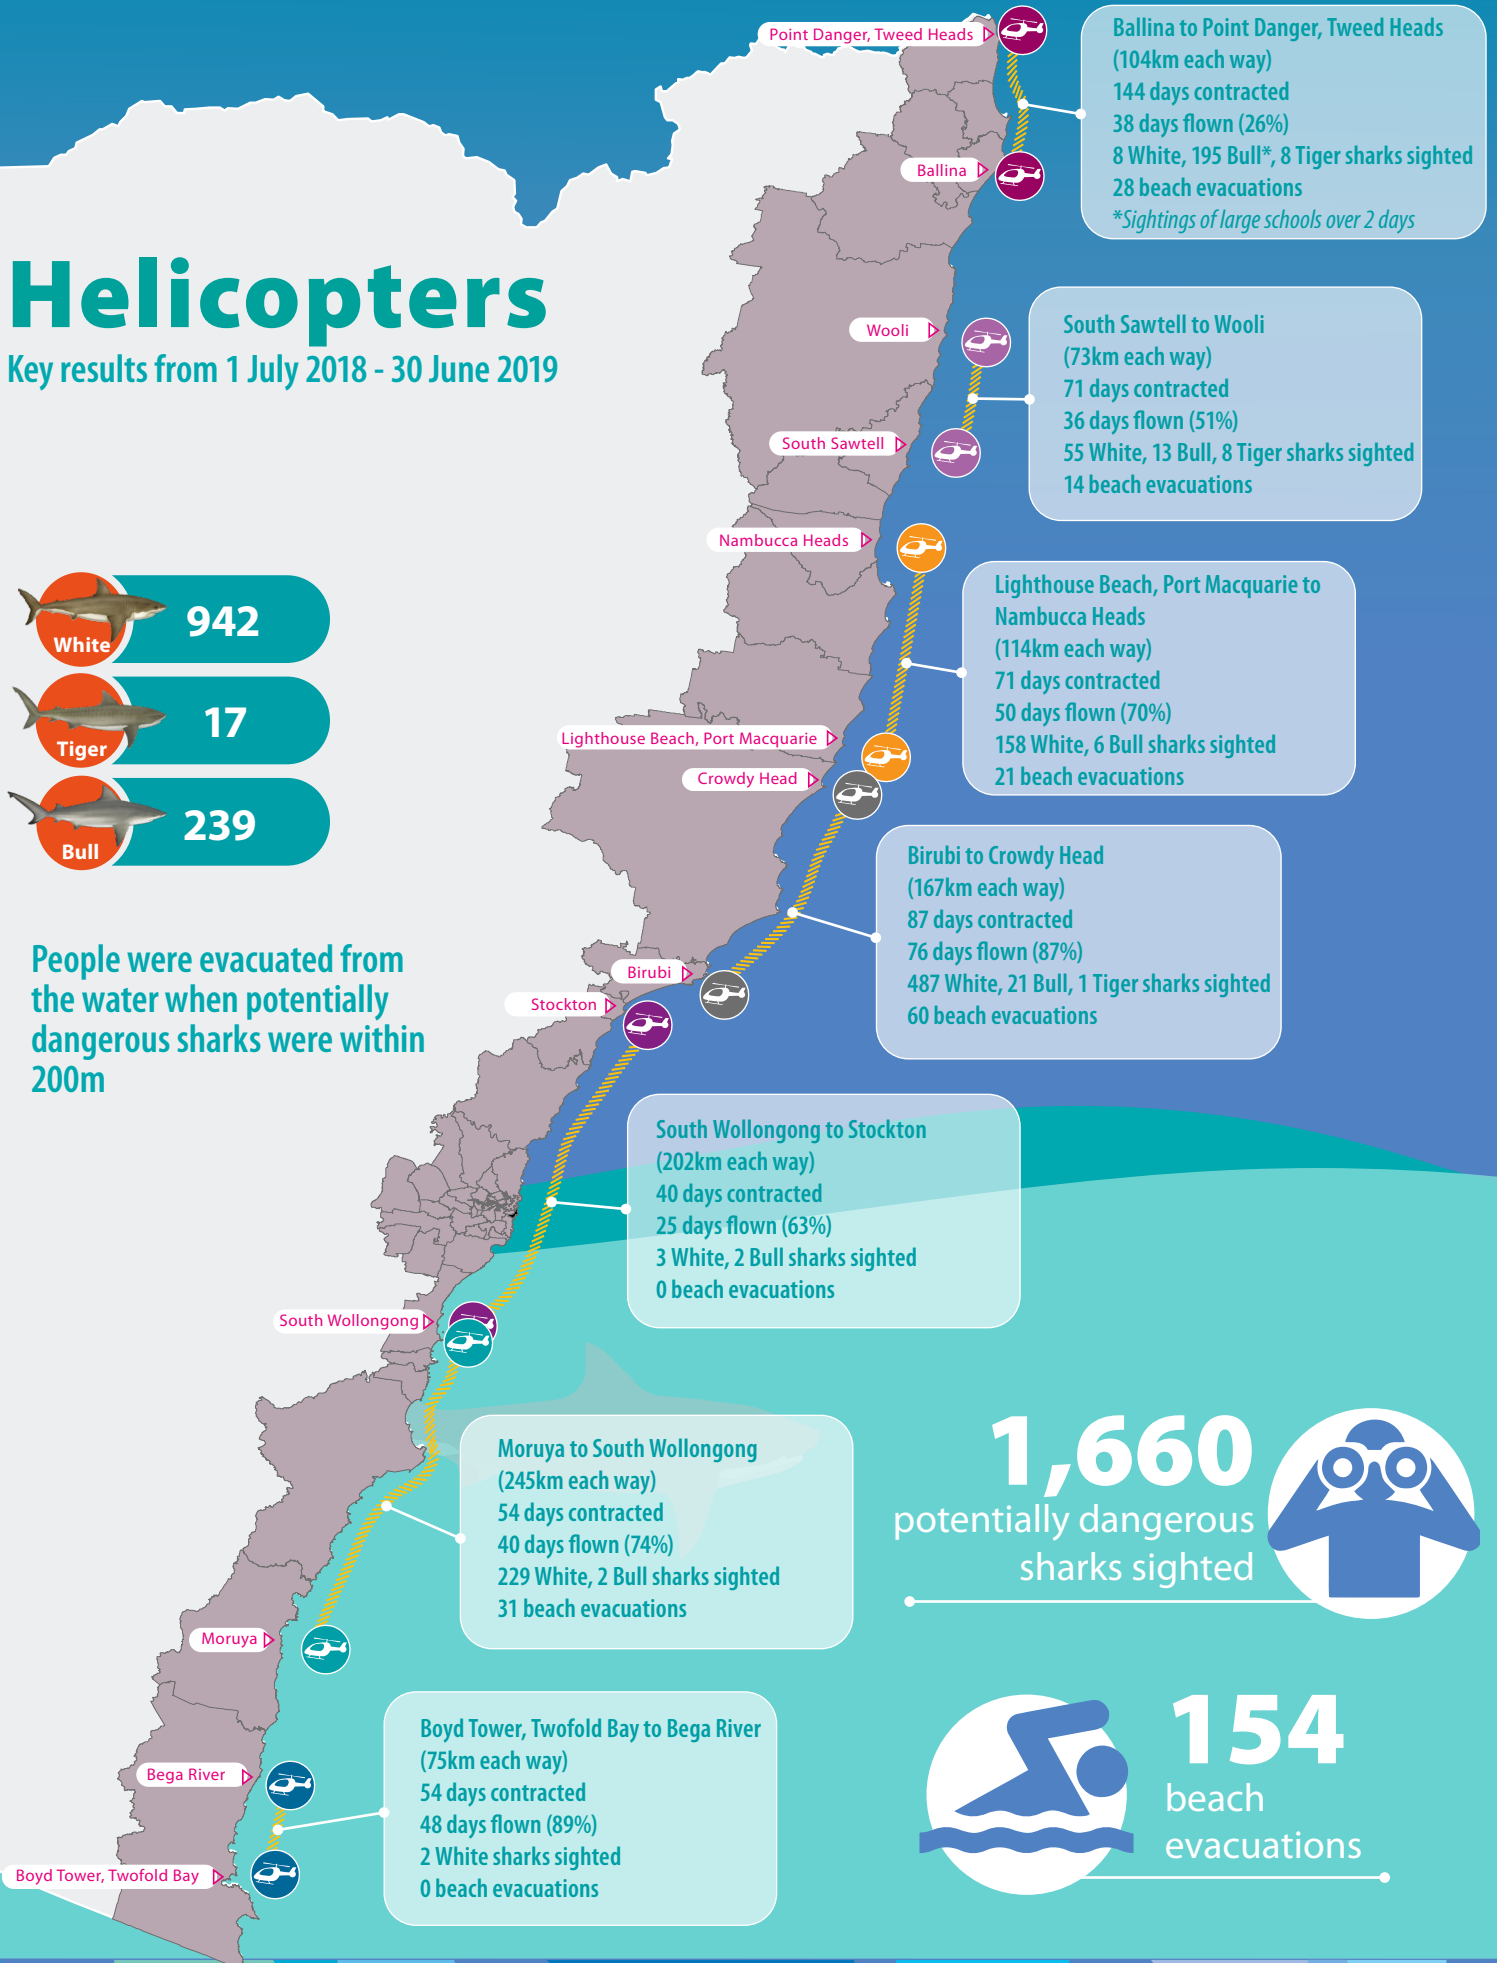 Point Danger, Tweed Heads
Ballina to Point Danger, Tweed Heads
(104km each way)
144 days contracted
38 days flown (26%)
8 White, 195 Bull*, 8 Tiger sharks sighted
28 beach evacuations
*Sightings of large schools over 2 days
Ballina
Helicopters
Key results from 1 July 2018 - 30 June 2019
Wooli
South Sawtell to Wooli
(73km each way)
71 days contracted
36 days flown (51%)
55 White, 13 Bull, 8 Tiger sharks sighted
14 beach evacuations
South Sawtell
Nambucca Heads
Lighthouse Beach, Port Macquarie to
Nambucca Heads
(114km each way)
71 days contracted
50 days flown (70%)
158 White, 6 Bull sharks sighted
21 beach evacuations
White
942
Tiger
17
Bull
239
Lighthouse Beach, Port Macquarie
Crowdy Head
Birubi to Crowdy Head
(167km each way)
87 days contracted
76 days flown (87%)
487 White, 21 Bull, 1 Tiger sharks sighted
60 beach evacuations
People were evacuated from
the water when potentially
dangerous sharks were within
200m
Birubi
Stockton
South Wollongong to Stockton
(202km each way)
40 days contracted
25 days flown (63%)
3 White, 2 Bull sharks sighted
0 beach evacuations
South Wollongong
Moruya to South Wollongong
(245km each way)
54 days contracted
40 days flown (74%)
229 White, 2 Bull sharks sighted
31 beach evacuations
1,660
potentially dangerous
sharks sighted
Moruya
Boyd Tower, Twofold Bay to Bega River
(75km each way)
54 days contracted
48 days flown (89%)
2 White sharks sighted
0 beach evacuations
154
beach
evacuations
Bega River
Boyd Tower, Twofold Bay